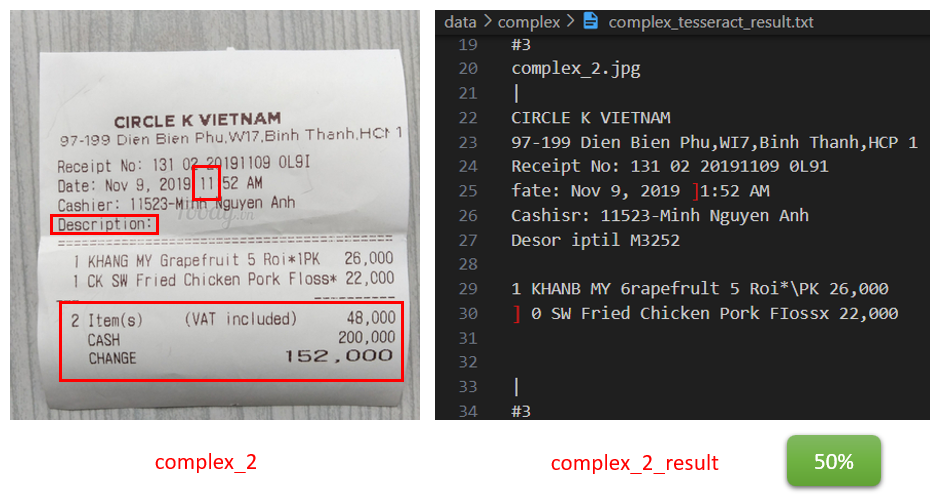 CIRCLE K VIETNAM
97-199 Dien Bien Phu,W17,Binh Thanh,HCM 1
Receipt No: 131 02 20191109 0L9I
Date: Nov 9, 2019 11:52 AM
Cashier: 11523-Minh Nguyen Anh
Today.vn
Description:
1 KHANG MY Grapefruit 5 Roi*1PK 26,000
1 CK SW Fried Chicken Pork Floss* 22,000
2 Item(s) (VAT included) 48,000
CASH 200,000
CHANGE 152,000
complex_2
data > complex > complex_tesseract_result.txt
19 #3
20 complex_2.jpg
21 |
22 CIRCLE K VIETNAM
23 97-199 Dien Bien Phu,WI7,Binh Thanh,HCP 1
24 Receipt No: 131 02 20191109 0L91
25 fate: Nov 9, 2019 ]1:52 AM
26 Cashisr: 11523-Minh Nguyen Anh
27 Desor iptil M3252
28
29 1 KHANB MY 6rapefrult 5 Roi*\PK 26,000
30 ] 0 SW Fried Chicken Pork FIossx 22,000
31
32
33 |
34 #3
complex_2_result
50%